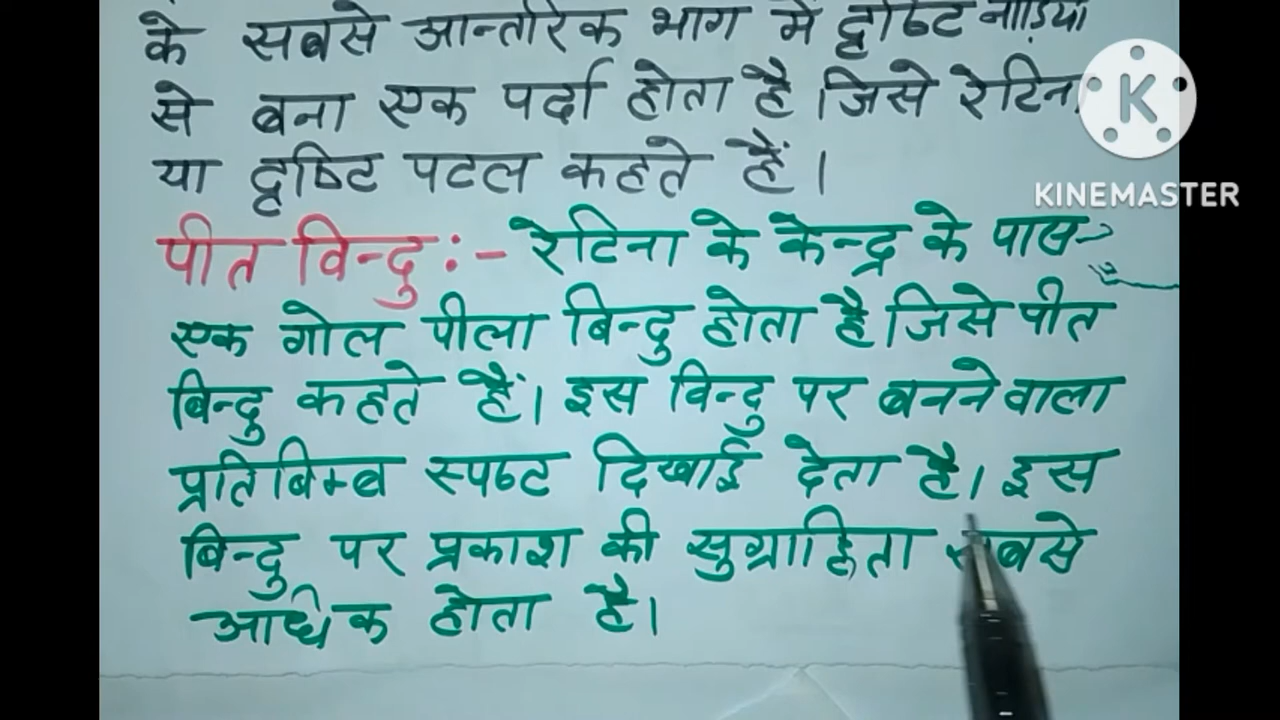 के सबसे आन्तरिक भाग में दृष्टि नाड़ियों
से बना एक पर्दा होता है। जिसे रेटिना
या दृष्टि पटल कहते हैं।
पीत विन्दु :- रेटिना के केन्द्र के पास
एक गोल पीला बिन्दु होता है जिसे पीत
बिन्दु कहते हैं। इस विन्दु पर बनने वाला
प्रतिबिम्ब स्पष्ट दिखाई देता है। इस
बिन्दु पर प्रकाश की सुग्राहिता सबसे
अधिक होता है।
K
KINEMASTER